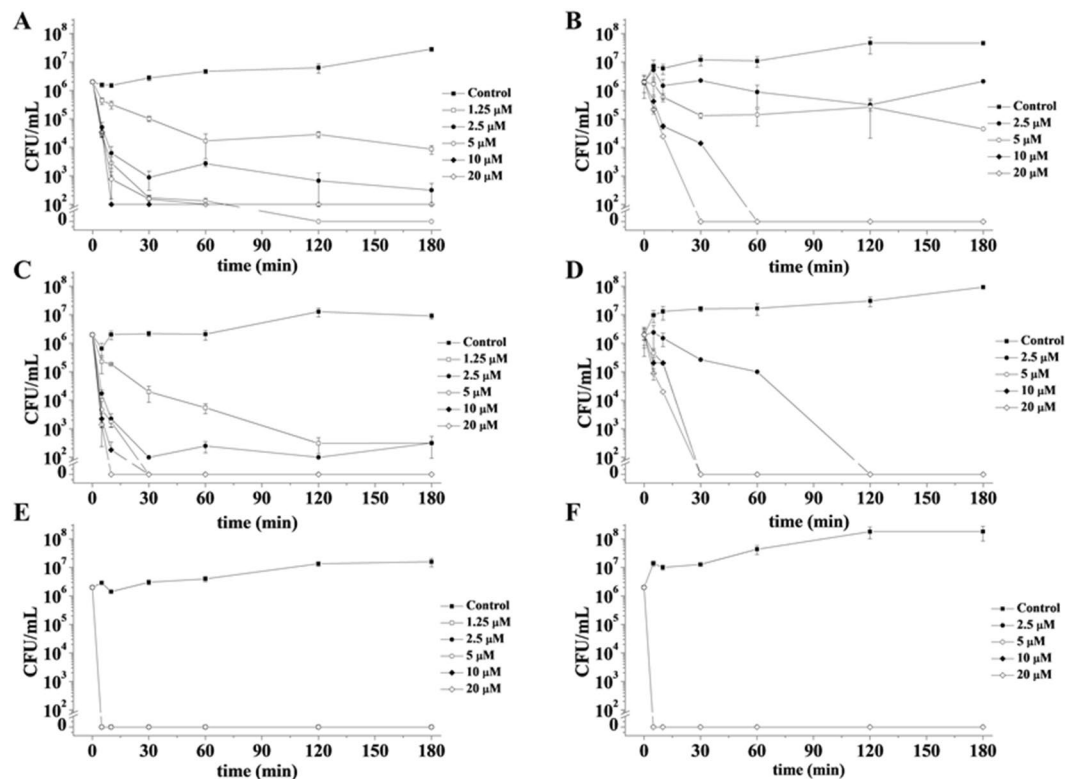 A
CFU/mL
10⁸
10⁷
10⁶
10⁵
10⁴
10³
10²
0
0 30 60 90 120 150 180
time (min)
Control
1.25 µM
2.5 µM
5 µM
10 µM
20 µM
B
CFU/mL
10⁸
10⁷
10⁶
10⁵
10⁴
10³
10²
0
0 30 60 90 120 150 180
time (min)
Control
2.5 µM
5 µM
10 µM
20 µM
C
CFU/mL
10⁸
10⁷
10⁶
10⁵
10⁴
10³
10²
0
0 30 60 90 120 150 180
time (min)
Control
1.25 µM
2.5 µM
5 µM
10 µM
20 µM
D
CFU/mL
10⁸
10⁷
10⁶
10⁵
10⁴
10³
10²
0
0 30 60 90 120 150 180
time (min)
Control
2.5 µM
5 µM
10 µM
20 µM
E
CFU/mL
10⁸
10⁷
10⁶
10⁵
10⁴
10³
10²
0
0 30 60 90 120 150 180
time (min)
Control
1.25 µM
2.5 µM
5 µM
10 µM
20 µM
F
CFU/mL
10⁸
10⁷
10⁶
10⁵
10⁴
10³
10²
0
0 30 60 90 120 150 180
time (min)
Control
2.5 µM
5 µM
10 µM
20 µM